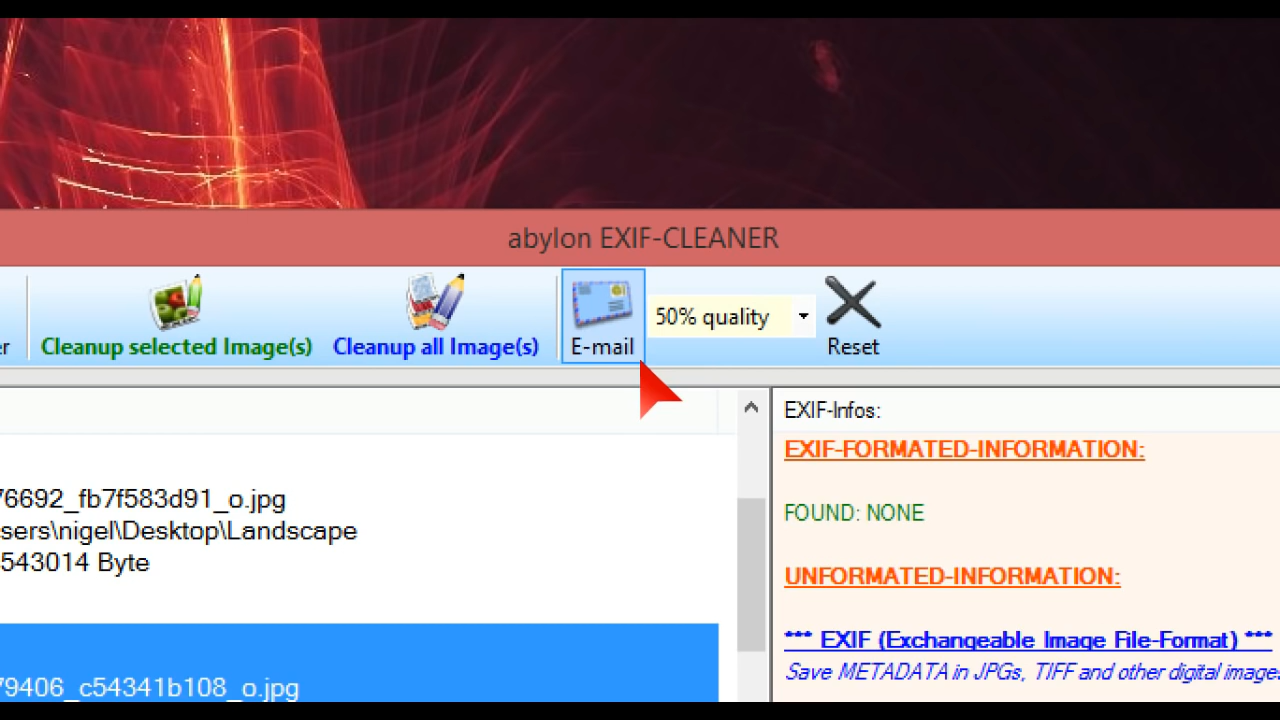 abylon EXIF-CLEANER
Cleanup selected Image(s) Cleanup all Image(s) E-mail 50% quality Reset
EXIF-Infos:
EXIF-FORMATED-INFORMATION:
76692_fb7f583d91_o.jpg
FOUND: NONE
sers\nigel\Desktop\Landscape
543014 Byte
UNFORMATED-INFORMATION:
*** EXIF (Exchangeable Image File-Format) ***
Save METADATA in JPGs, TIFF and other digital images
79406_c54341b108_o.jpg